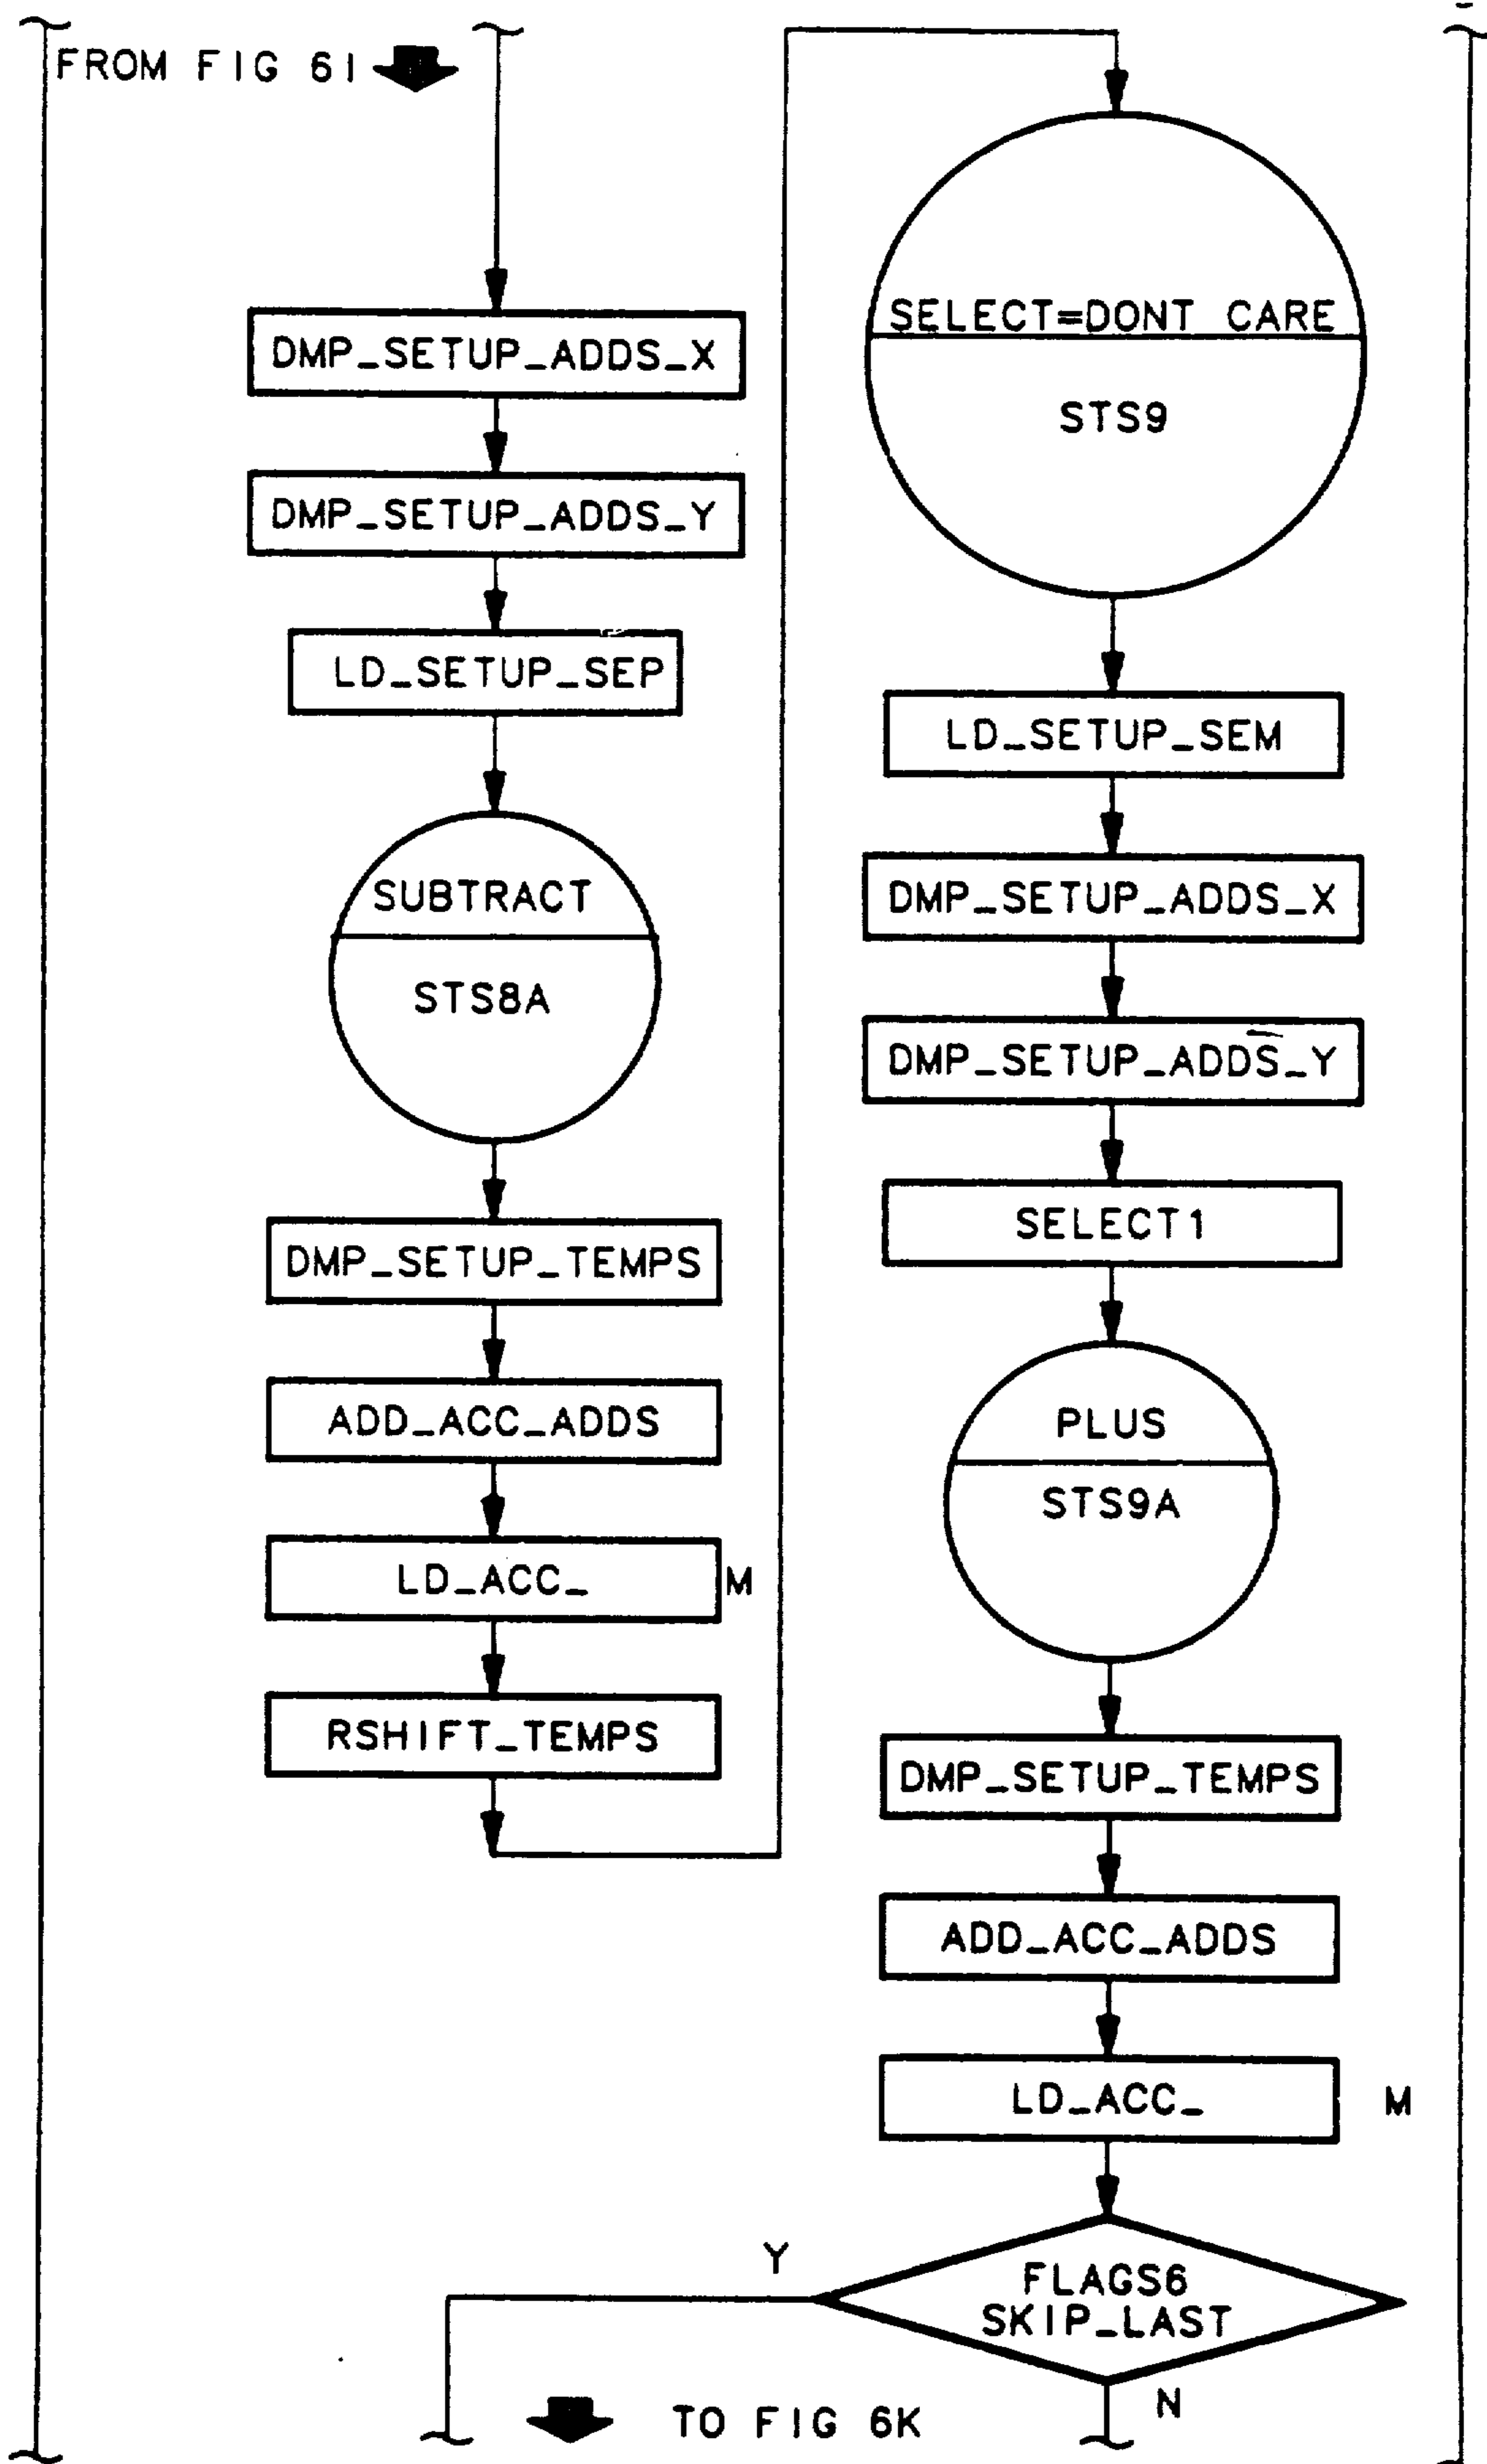 FROM FIG 6I
DMP_SETUP_ADDS_X
DMP_SETUP_ADDS_Y
LD_SETUP_SEP
SUBTRACT
STS8A
DMP_SETUP_TEMPS
ADD_ACC_ADDS
LD_ACC_ M
RSHIFT_TEMPS
SELECT=DONT CARE
STS9
LD_SETUP_SEM
DMP_SETUP_ADDS_X
DMP_SETUP_ADDS_Y
SELECT1
PLUS
STS9A
DMP_SETUP_TEMPS
ADD_ACC_ADDS
LD_ACC_ M
FLAGS6
SKIP_LAST
Y
N
TO FIG 6K